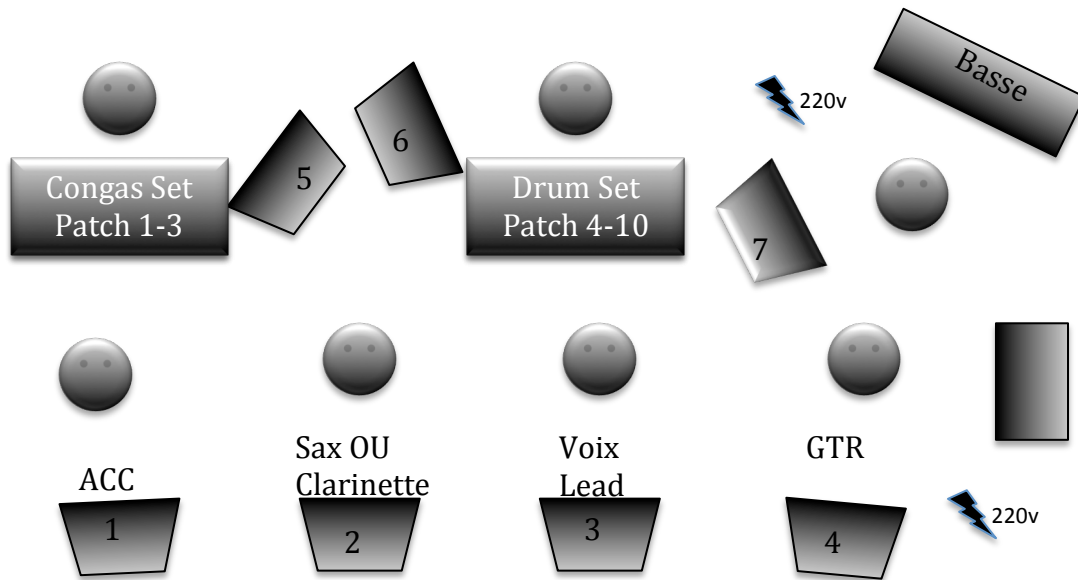 Basse
220v
6
5
Congas Set
Patch 1-3
Drum Set
Patch 4-10
7
Sax OU
Clarinette
Voix
Lead
GTR
ACC
1
2
3
4
220v